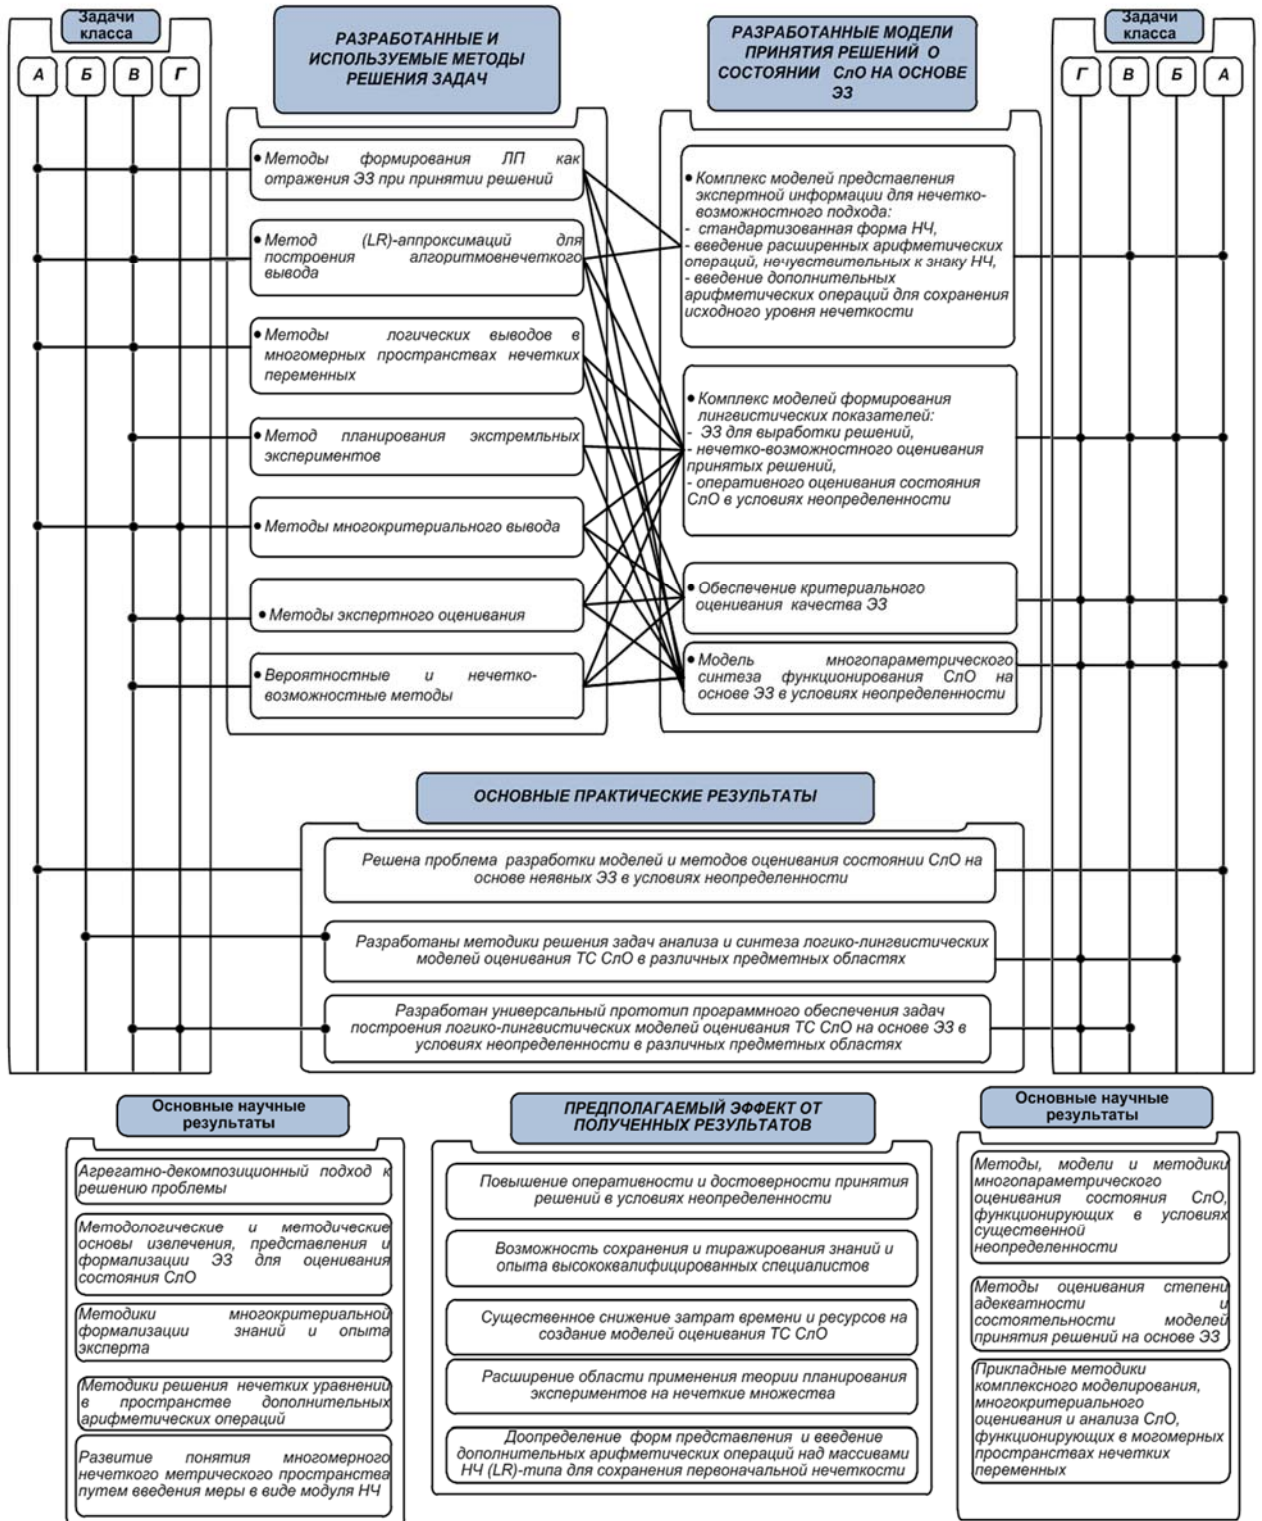 Задачи
класса
А Б В Г
РАЗРАБОТАННЫЕ И
ИСПОЛЬЗУЕМЫЕ МЕТОДЫ
РЕШЕНИЯ ЗАДАЧ
РАЗРАБОТАННЫЕ МОДЕЛИ
ПРИНЯТИЯ РЕШЕНИЙ О
СОСТОЯНИИ СлО НА ОСНОВЕ
ЭЗ
Задачи
класса
Г В Б А
• Методы формирования ЛП как
отражения ЭЗ при принятии решений
• Метод (LR)-аппроксимаций для
построения алгоритмовнечеткого
вывода
• Методы логических выводов в
многомерных пространствах нечетких
переменных
• Метод планирования экстремльных
экспериментов
• Методы многокритериального вывода
• Методы экспертного оценивания
• Вероятностные и нечетко-
возможностные методы
• Комплекс моделей представления
экспертной информации для нечетко-
возможностного подхода:
- стандартизованная форма НЧ,
- введение расширенных арифметических
операций, нечувствительных к знаку НЧ,
- введение дополнительных
арифметических операций для сохранения
исходного уровня нечеткости
• Комплекс моделей формирования
лингвистических показателей:
- ЭЗ для выработки решений,
- нечетко-возможностного оценивания
принятых решений,
- оперативного оценивания состояния
СлО в условиях неопределенности
• Обеспечение критериального
оценивания качества ЭЗ
• Модель многопараметрического
синтеза функционирования СлО на
основе ЭЗ в условиях неопределенности
ОСНОВНЫЕ ПРАКТИЧЕСКИЕ РЕЗУЛЬТАТЫ
Решена проблема разработки моделей и методов оценивания состоянии СлО на
основе неявных ЭЗ в условиях неопределенности
Разработаны методики решения задач анализа и синтеза логико-лингвистических
моделей оценивания ТС СлО в различных предметных областях
Разработан универсальный прототип программного обеспечения задач
построения логико-лингвистических моделей оценивания ТС СлО на основе ЭЗ в
условиях неопределенности в различных предметных областях
Основные научные
результаты
Агрегатно-декомпозиционный подход к
решению проблемы
Методологические и методические
основы извлечения, представления и
формализации ЭЗ для оценивания
состояния СлО
Методики многокритериальной
формализации знаний и опыта
эксперта
Методики решения нечетких уравнении
в пространстве дополнительных
арифметических операций
Развитие понятия многомерного
нечеткого метрического пространства
путем введения меры в виде модуля НЧ
ПРЕДПОЛАГАЕМЫЙ ЭФФЕКТ ОТ
ПОЛУЧЕННЫХ РЕЗУЛЬТАТОВ
Повышение оперативности и достоверности принятия
решений в условиях неопределенности
Возможность сохранения и тиражирования знаний и
опыта высококвалифицированных специалистов
Существенное снижение затрат времени и ресурсов на
создание моделей оценивания ТС СлО
Расширение области применения теории планирования
экспериментов на нечеткие множества
Доопределение форм представления и введение
дополнительных арифметических операций над массивами
НЧ (LR)-типа для сохранения первоначальной нечеткости
Основные научные
результаты
Методы, модели и методики
многопараметрического
оценивания состояния СлО,
функционирующих в условиях
существенной
неопределенности
Методы оценивания степени
адекватности и
состоятельности моделей
принятия решений на основе ЭЗ
Прикладные методики
комплексного моделирования,
многокритериального
оценивания и анализа СлО,
функционирующих в могомерных
пространствах нечетких
переменных